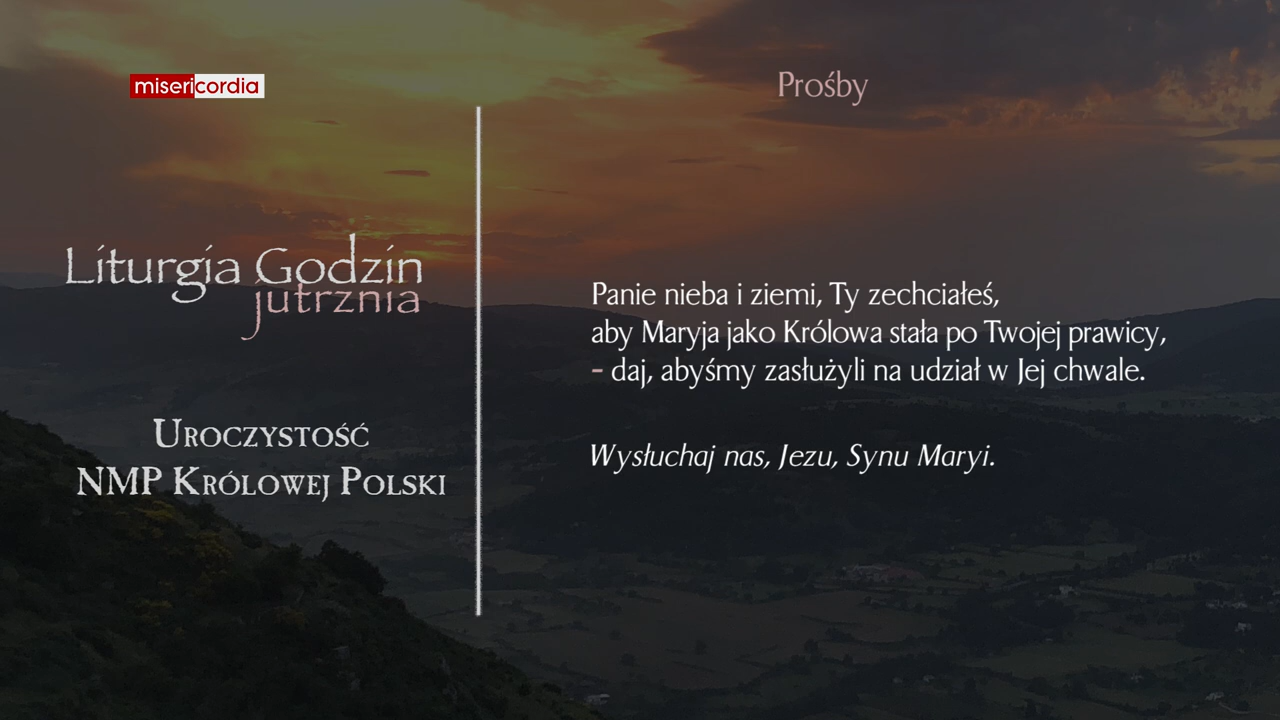 misericordia
Prośby
Liturgia Godzin
jutrznia
Uroczystość
NMP Królowej Polski
Panie nieba i ziemi, Ty zechciałeś,
aby Maryja jako Królowa stała po Twojej prawicy,
- daj, abyśmy zasłużyli na udział w Jej chwale.
Wysłuchaj nas, Jezu, Synu Maryi.